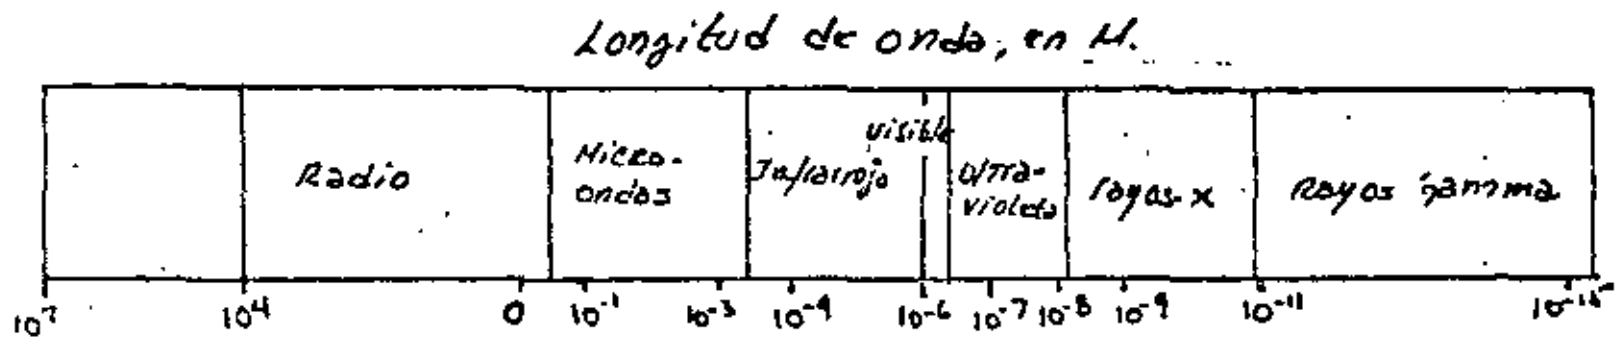 Longitud de onda, en M.
Radio
Micro-
ondas
Infrarrojo
visible
Ultra-
violeta
rayos-x
Rayos gamma
10⁷ 10⁴ 0 10⁻¹ 10⁻³ 10⁻⁴ 10⁻⁶ 10⁻⁷ 10⁻⁸ 10⁻⁹ 10⁻¹¹